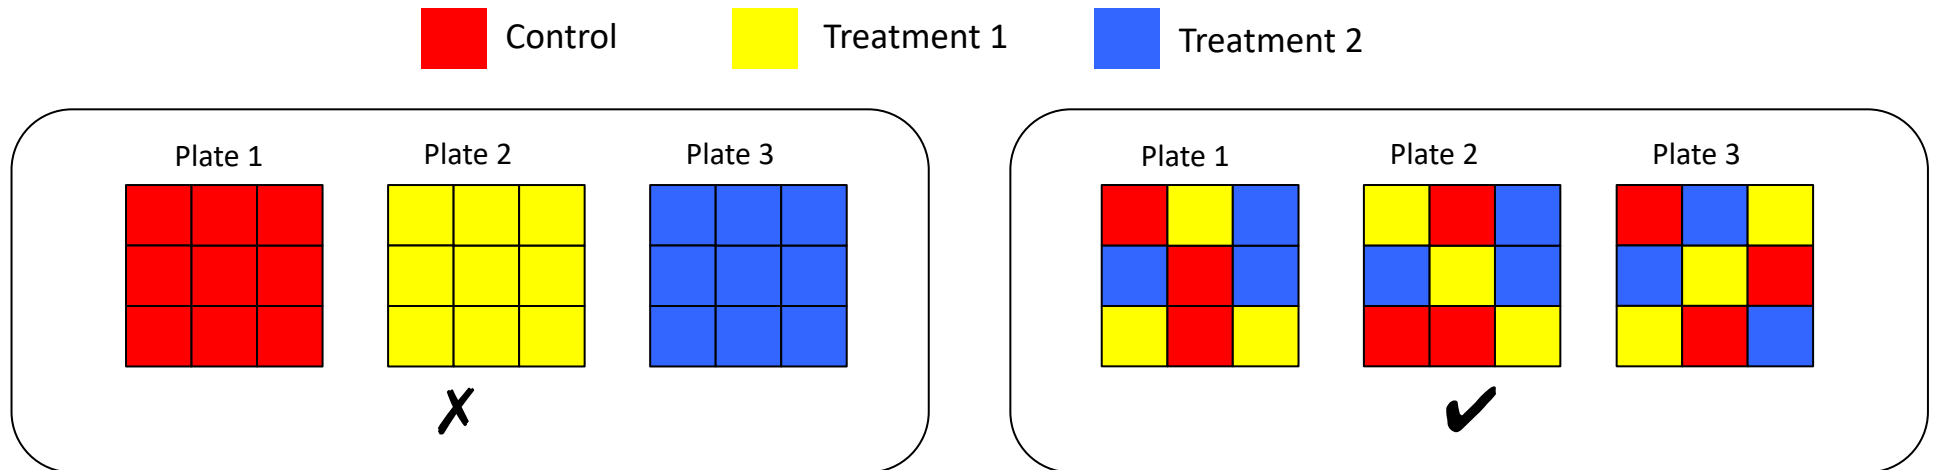 Control
Treatment 1
Treatment 2
Plate 1
Plate 2
Plate 3
✗
Plate 1
Plate 2
Plate 3
✔